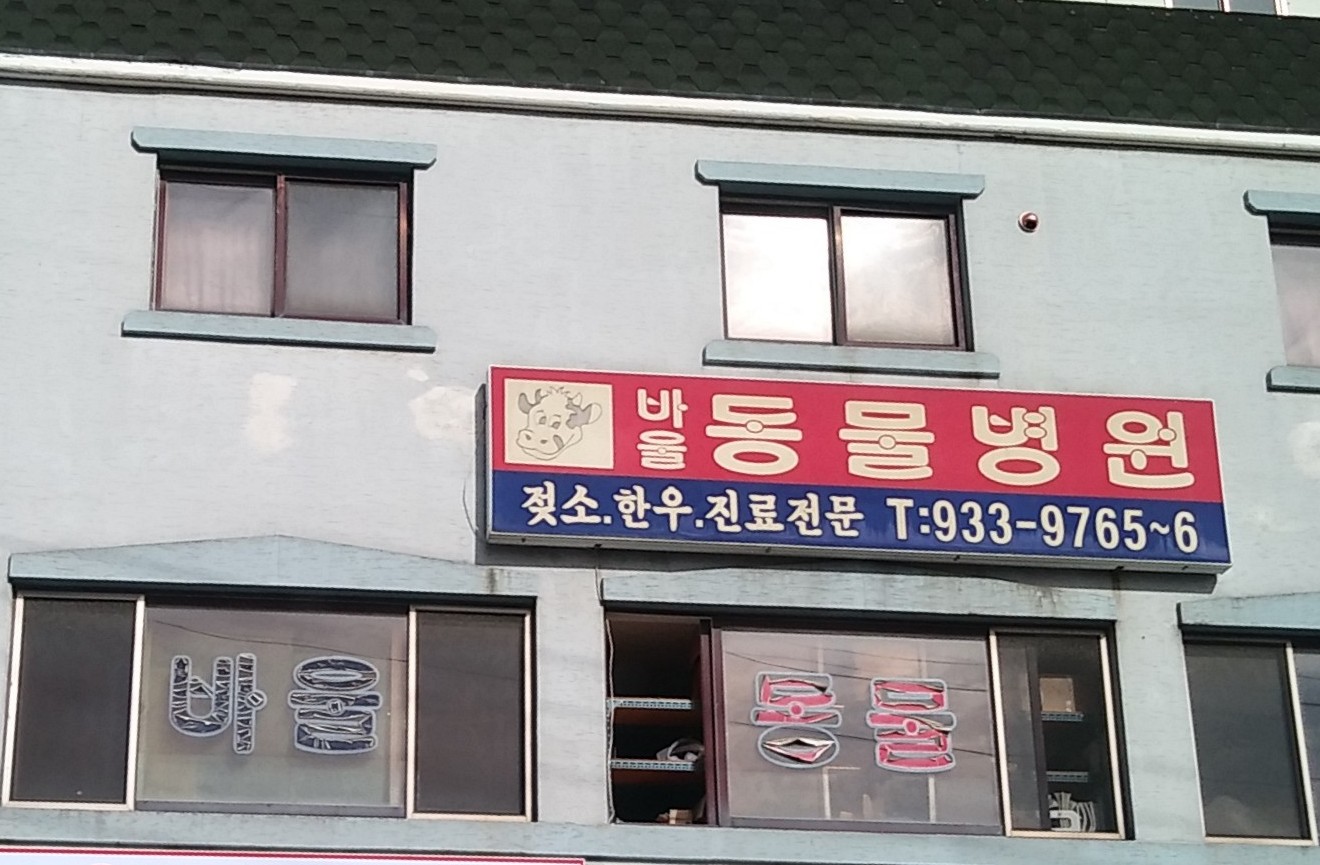 바울 동물병원
젖소.한우.진료전문 T:933-9765~6
바울 동물